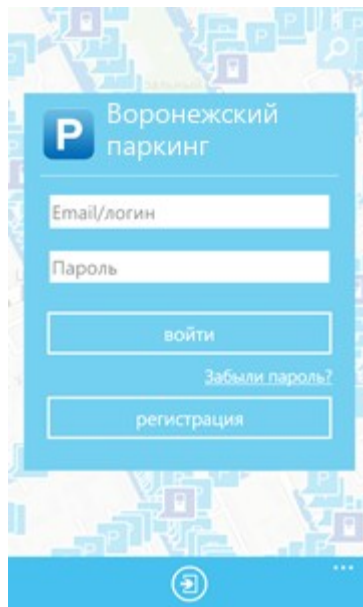 P
Воронежский
паркинг
Email/логин
Пароль
войти
Забыли пароль?
регистрация